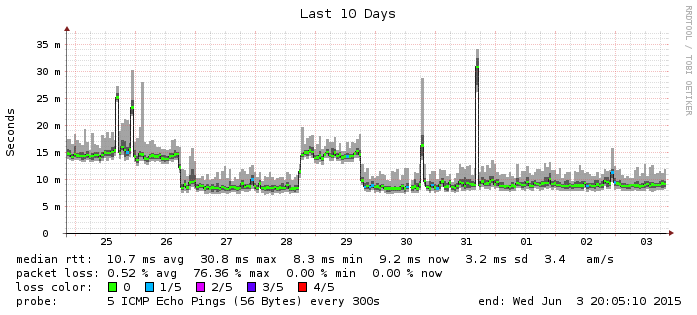 Last 10 Days
RRDTOOL / TOBI OETIKER
Seconds
35 m
30 m
25 m
20 m
15 m
10 m
5 m
0
25 26 27 28 29 30 31 01 02 03
median rtt: 10.7 ms avg 30.8 ms max 8.3 ms min 9.2 ms now 3.2 ms sd 3.4 am/s
packet loss: 0.52 % avg 76.36 % max 0.00 % min 0.00 % now
loss color: 0 1/5 2/5 3/5 4/5
probe: 5 ICMP Echo Pings (56 Bytes) every 300s end: Wed Jun 3 20:05:10 2015